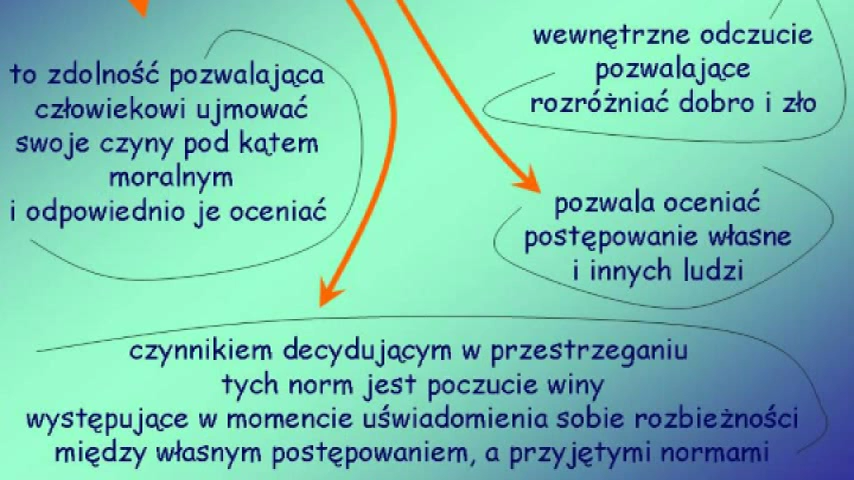 wewnętrzne odczucie
pozwalające
rozróżniać dobro i zło
to zdolność pozwalająca
człowiekowi ujmować
swoje czyny pod kątem
moralnym
i odpowiednio je oceniać
pozwala oceniać
postępowanie własne
i innych ludzi
czynnikiem decydującym w przestrzeganiu
tych norm jest poczucie winy
występujące w momencie uświadomienia sobie rozbieżności
między własnym postępowaniem, a przyjętymi normami